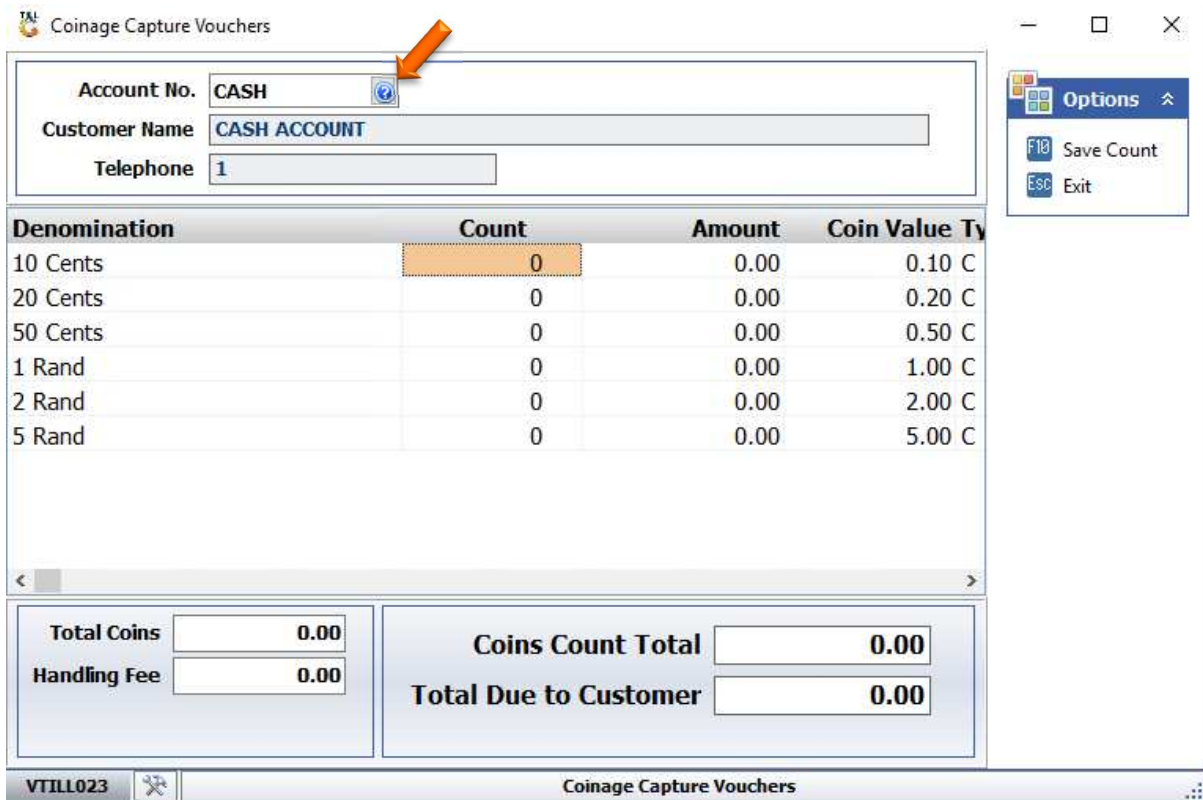 Coinage Capture Vouchers
Account No. CASH
Customer Name CASH ACCOUNT
Telephone 1
Options
F10 Save Count
Esc Exit
Denomination Count Amount Coin Value Ty
10 Cents 0 0.00 0.10 C
20 Cents 0 0.00 0.20 C
50 Cents 0 0.00 0.50 C
1 Rand 0 0.00 1.00 C
2 Rand 0 0.00 2.00 C
5 Rand 0 0.00 5.00 C
Total Coins 0.00
Handling Fee 0.00
Coins Count Total 0.00
Total Due to Customer 0.00
VTILL023 Coinage Capture Vouchers